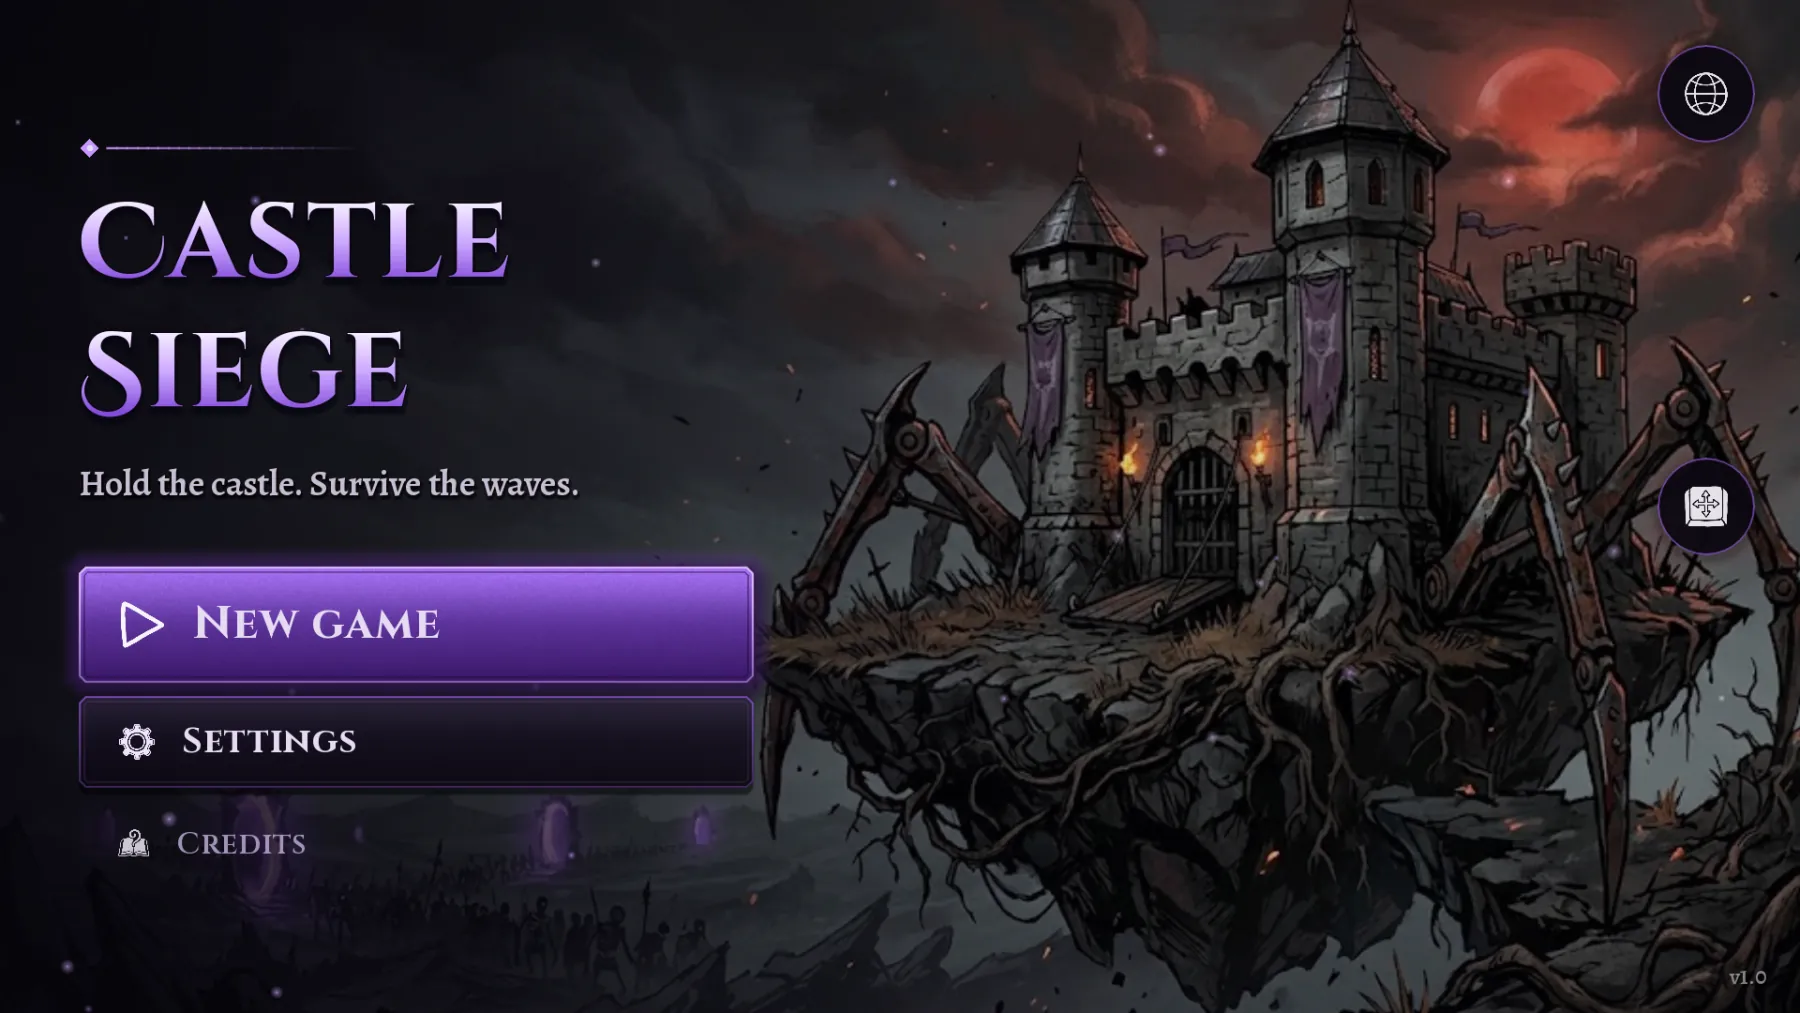 Castle
Siege
Hold the castle. Survive the waves.
New game
Settings
Credits
v1.0